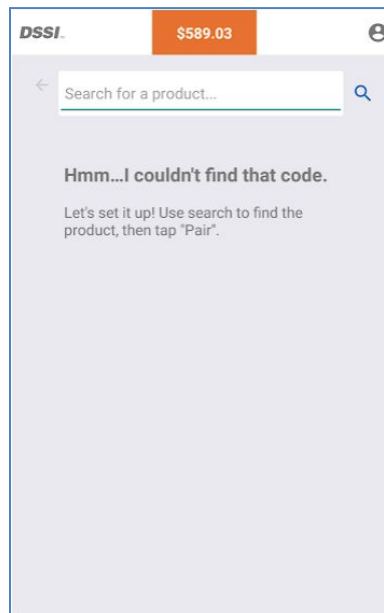 DSSI
$589.03
Search for a product...
Hmm...I couldn't find that code.
Let's set it up! Use search to find the
product, then tap "Pair".